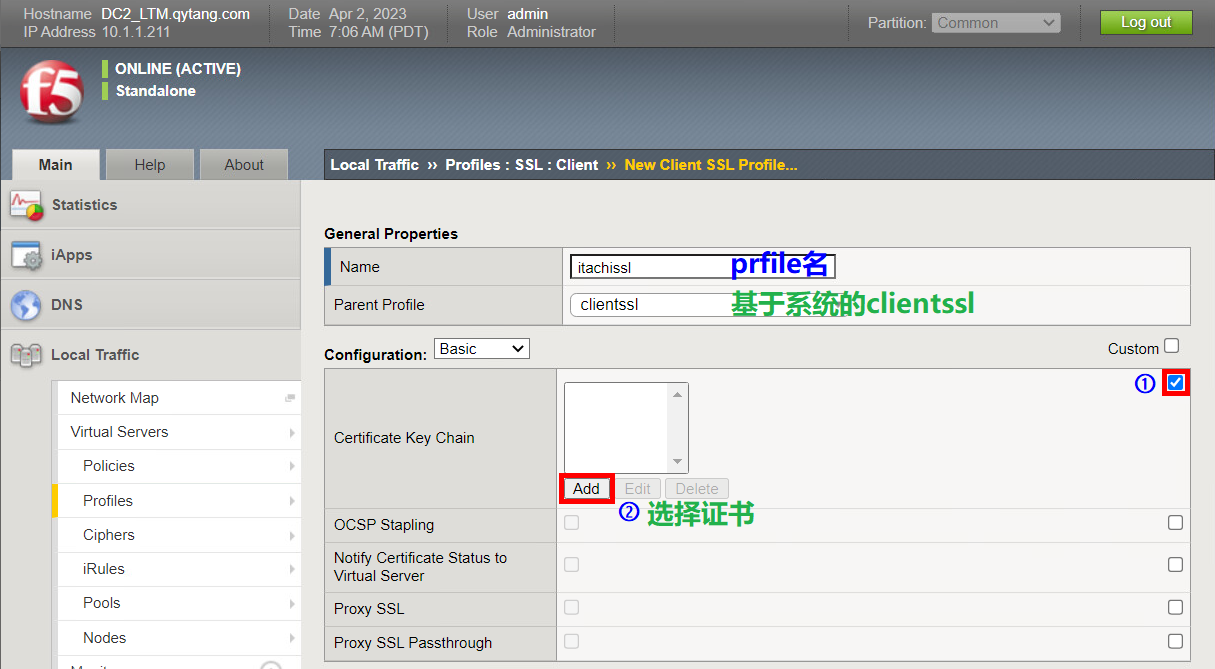 Hostname DC2_LTM.qytang.com Date Apr 2, 2023 User admin
IP Address 10.1.1.211 Time 7:06 AM (PDT) Role Administrator
Partition: Common Log out
f5
ONLINE (ACTIVE)
Standalone
Main Help About
Local Traffic ›› Profiles : SSL : Client ›› New Client SSL Profile...
Statistics
iApps
DNS
Local Traffic
Network Map
Virtual Servers
Policies
Profiles
Ciphers
iRules
Pools
Nodes
General Properties
Name itachissl prfile名
Parent Profile clientssl 基于系统的clientssl
Configuration: Basic Custom
①
Certificate Key Chain
Add Edit Delete
② 选择证书
OCSP Stapling
Notify Certificate Status to
Virtual Server
Proxy SSL
Proxy SSL Passthrough